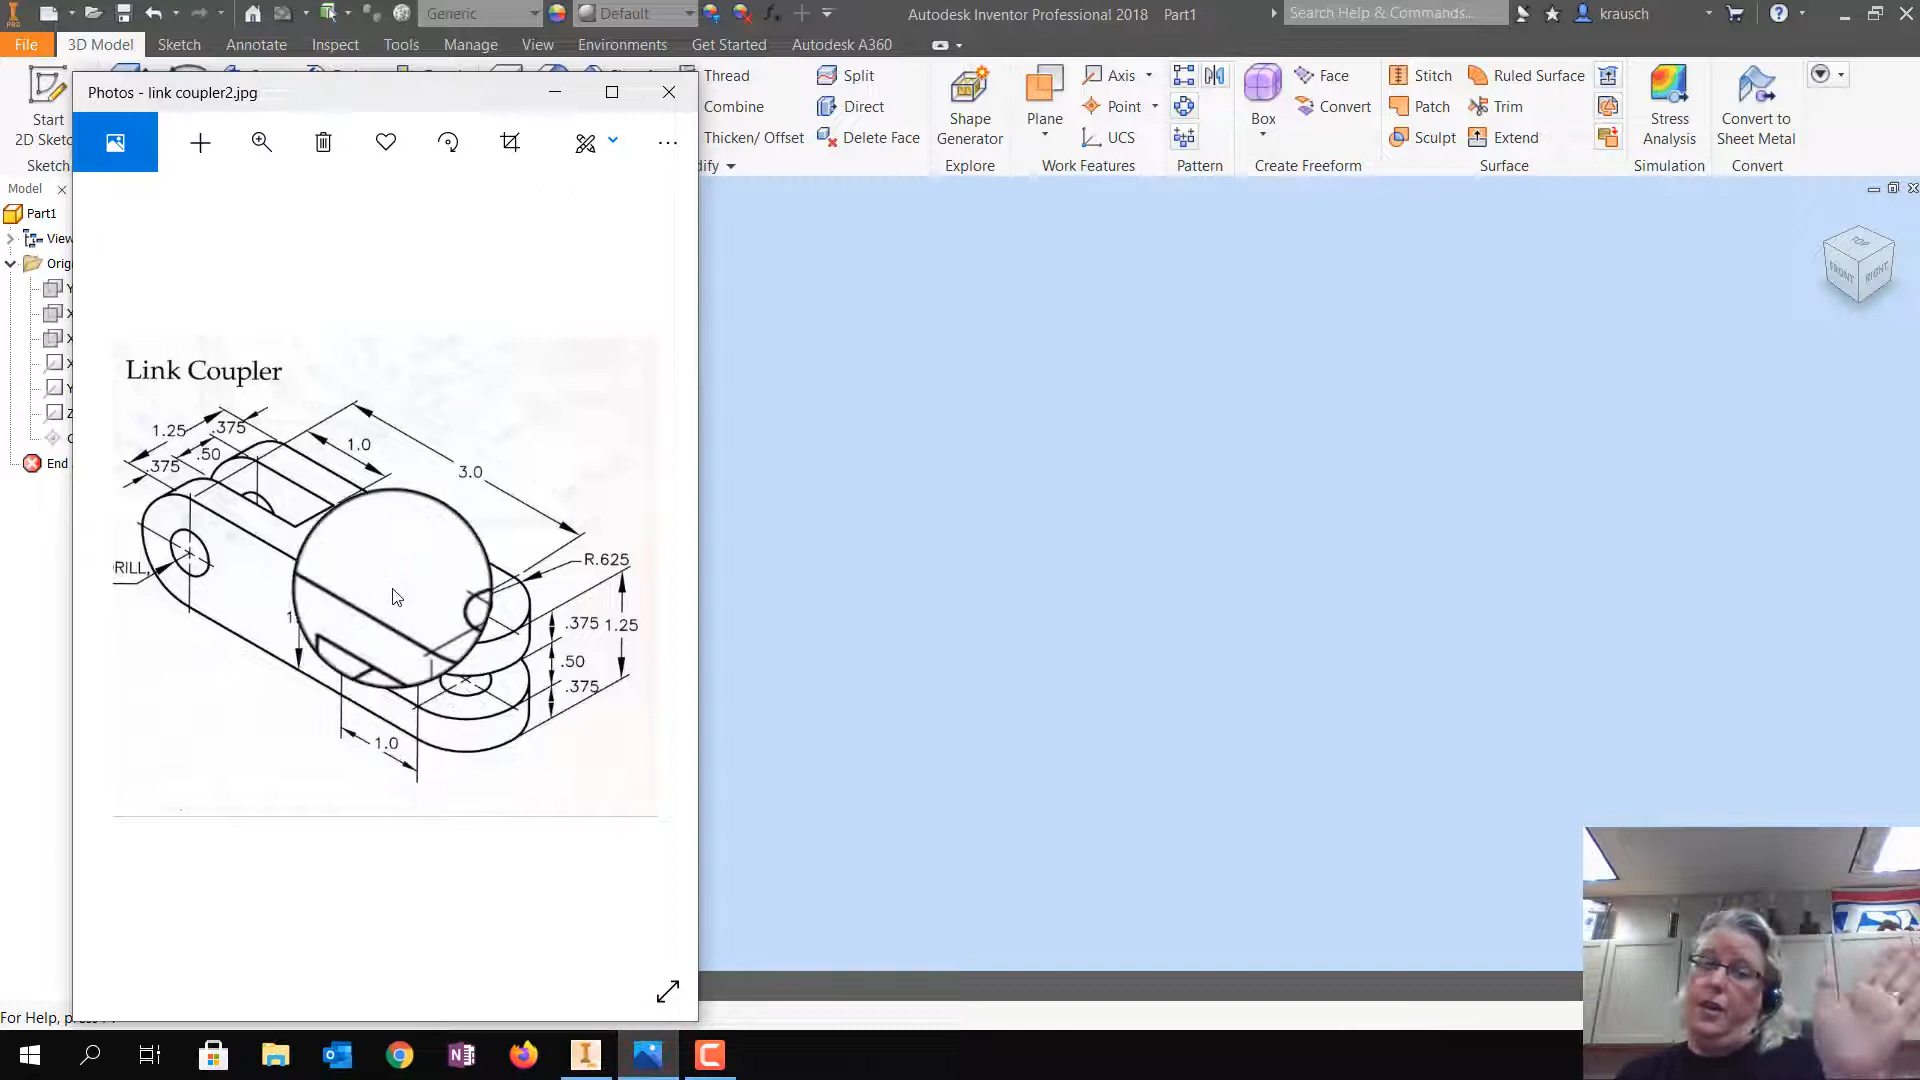 Generic
Default
Autodesk Inventor Professional 2018 Part1
Search Help & Commands...
krausch
PRO
File 3D Model Sketch Annotate Inspect Tools Manage View Environments Get Started Autodesk A360
Start
2D Sketc
Sketch
Photos - link coupler2.jpg
Thread
Combine
Thicken/ Offset
Split
Direct
Delete Face
dify
Shape
Generator
Explore
Plane
Axis
Point
UCS
Work Features
Pattern
Box
Face
Convert
Create Freeform
Stitch
Patch
Sculpt
Ruled Surface
Trim
Extend
Surface
Stress
Analysis
Simulation
Convert to
Sheet Metal
Convert
Model
Part1
View
Orig
Y
X
X
X
Y
Z
End
TOP
FRONT
RIGHT
Link Coupler
1.25
.375
.50
.375
1.0
3.0
RILL,
R.625
.375
1.25
.50
.375
1.0
For Help, p